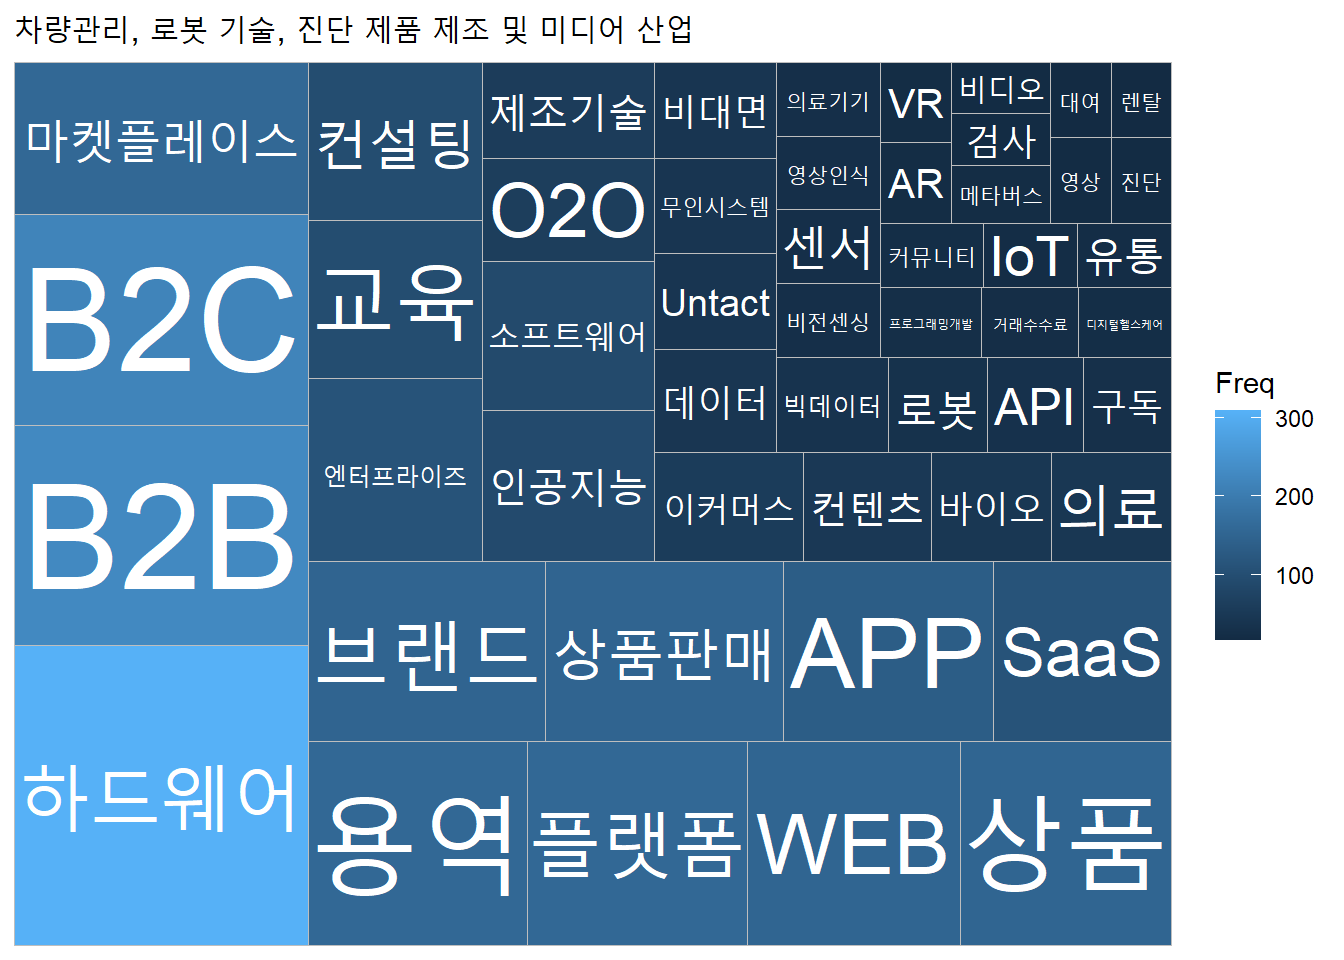 차량관리, 로봇 기술, 진단 제품 제조 및 미디어 산업
마켓플레이스
B2C
B2B
하드웨어
컨설팅
교육
엔터프라이즈
제조기술
O2O
소프트웨어
인공지능
비대면
무인시스템
Untact
데이터
의료기기
영상인식
센서
비전센싱
VR
AR
비디오
검사
메타버스
대여
렌탈
영상
진단
커뮤니티
IoT
유통
프로그래밍개발
거래수수료
디지털헬스케어
빅데이터
로봇
API
구독
이커머스
컨텐츠
바이오
의료
브랜드
상품판매
APP
SaaS
용역
플랫폼
WEB
상품
Freq
300
200
100